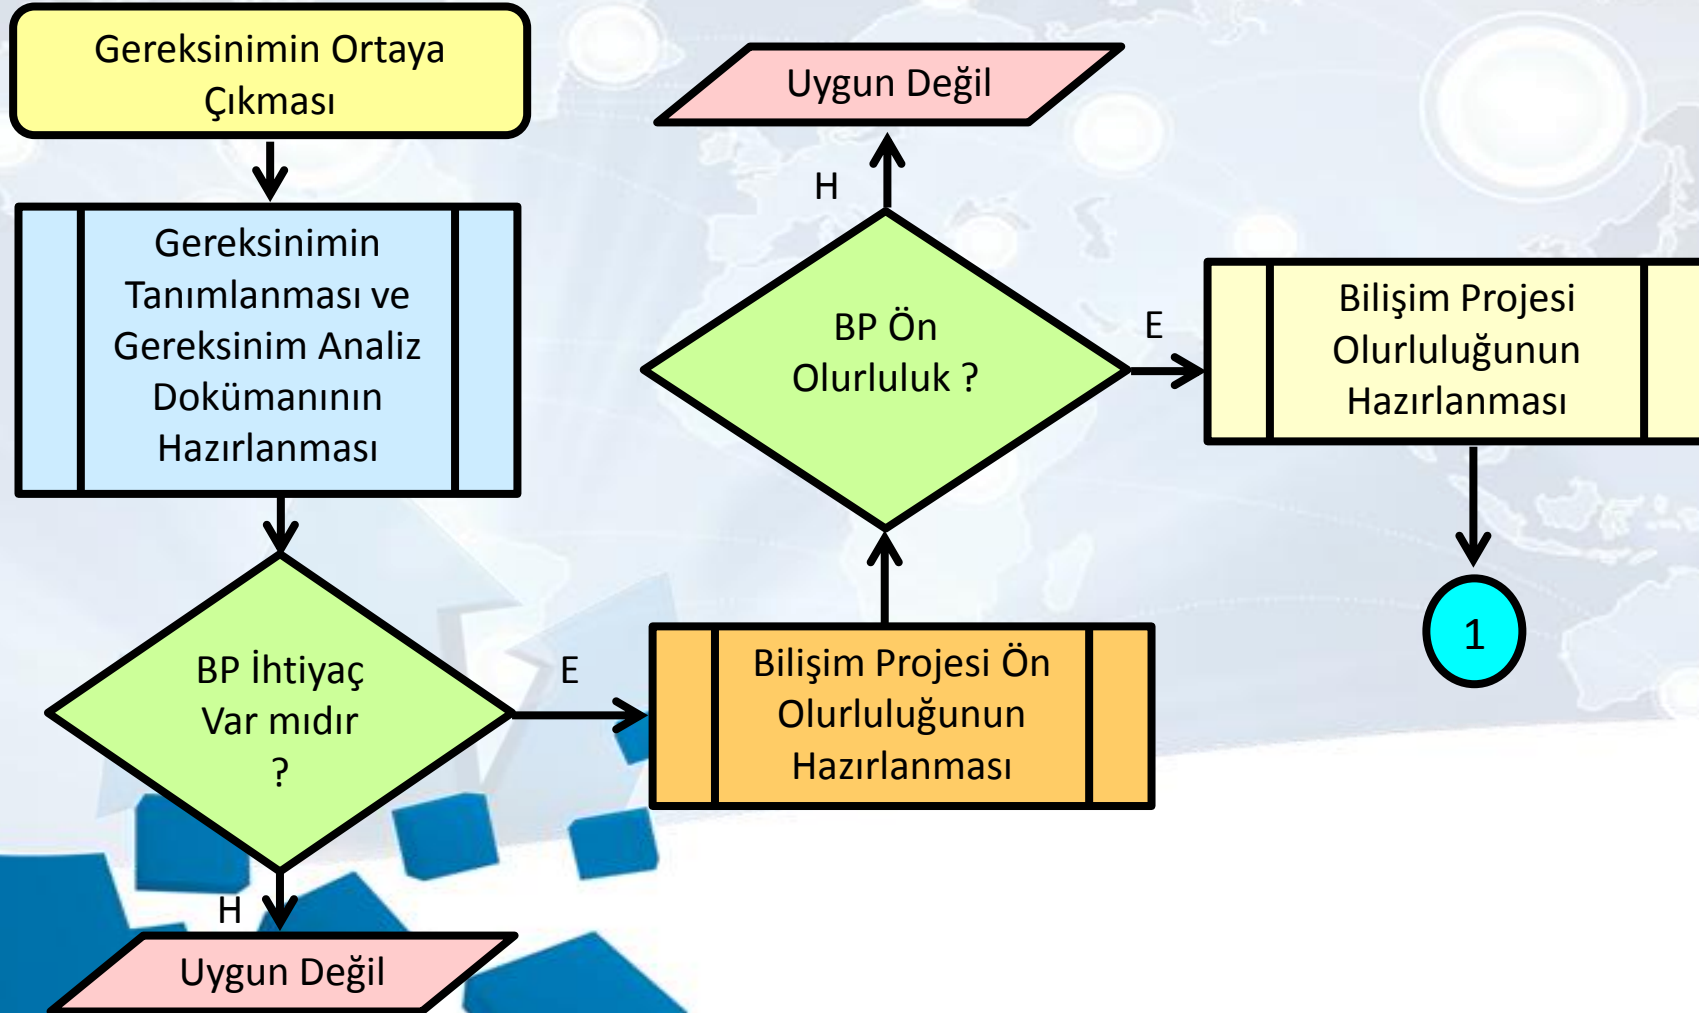 Gereksinimin Ortaya
Çıkması
Gereksinimin
Tanımlanması ve
Gereksinim Analiz
Dokümanının
Hazırlanması
BP İhtiyaç
Var mıdır
?
H
Uygun Değil
E
Bilişim Projesi Ön
Olurluluğunun
Hazırlanması
BP Ön
Olurluluk ?
H
Uygun Değil
E
Bilişim Projesi
Olurluluğunun
Hazırlanması
1